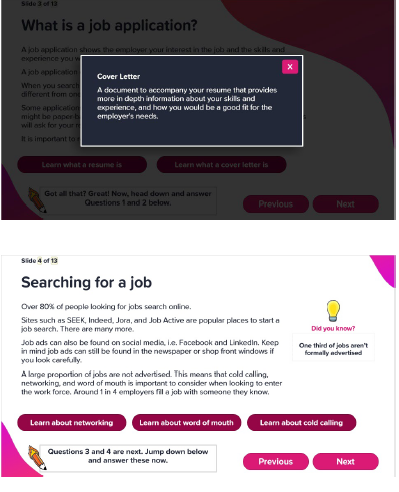 Slide 3 of 13
What is a job application?
A job application shows the employer your interest in the job and the skills and
experience you
A job application
When you search
different from one
Some application
might be paper
will ask for your
It is important to
Cover Letter
X
A document to accompany your resume that provides
more in depth information about your skills and
experience, and how you would be a good fit for the
employer's needs.
Learn what a resume is
Learn what a cover letter is
Got all that? Great! Now, head down and answer
Questions 1 and 2 below.
Previous
Next
Slide 4 of 13
Searching for a job
Over 80% of people looking for jobs search online.
Sites such as SEEK, Indeed, Jora, and Job Active are popular places to start a
job search. There are many more.
Job ads can also be found on social media, i.e. Facebook and LinkedIn. Keep
in mind job ads can still be found in the newspaper or shop front windows if
you look carefully.
A large proportion of jobs are not advertised. This means that cold calling,
networking, and word of mouth is important to consider when looking to enter
the work force. Around 1 in 4 employers fill a job with someone they know.
Did you know?
One third of jobs aren't
formally advertised
Learn about networking
Learn about word of mouth
Learn about cold calling
Questions 3 and 4 are next. Jump down below
and answer these now.
Previous
Next